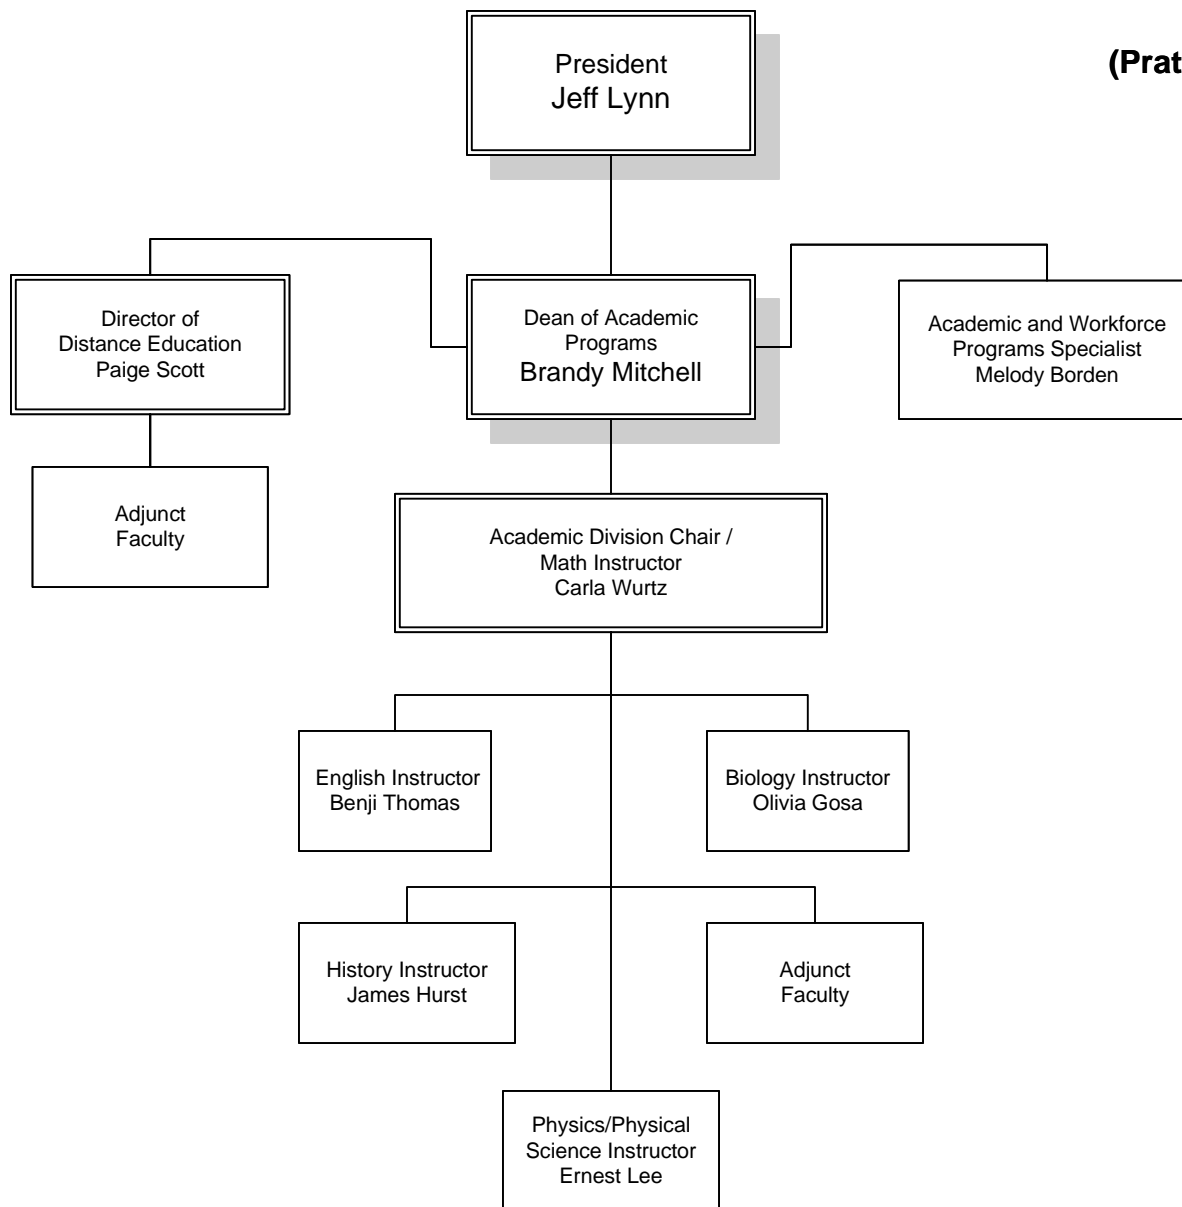 President
Jeff Lynn
(Prat
Director of
Distance Education
Paige Scott
Dean of Academic
Programs
Brandy Mitchell
Academic and Workforce
Programs Specialist
Melody Borden
Adjunct
Faculty
Academic Division Chair /
Math Instructor
Carla Wurtz
English Instructor
Benji Thomas
Biology Instructor
Olivia Gosa
History Instructor
James Hurst
Adjunct
Faculty
Physics/Physical
Science Instructor
Ernest Lee